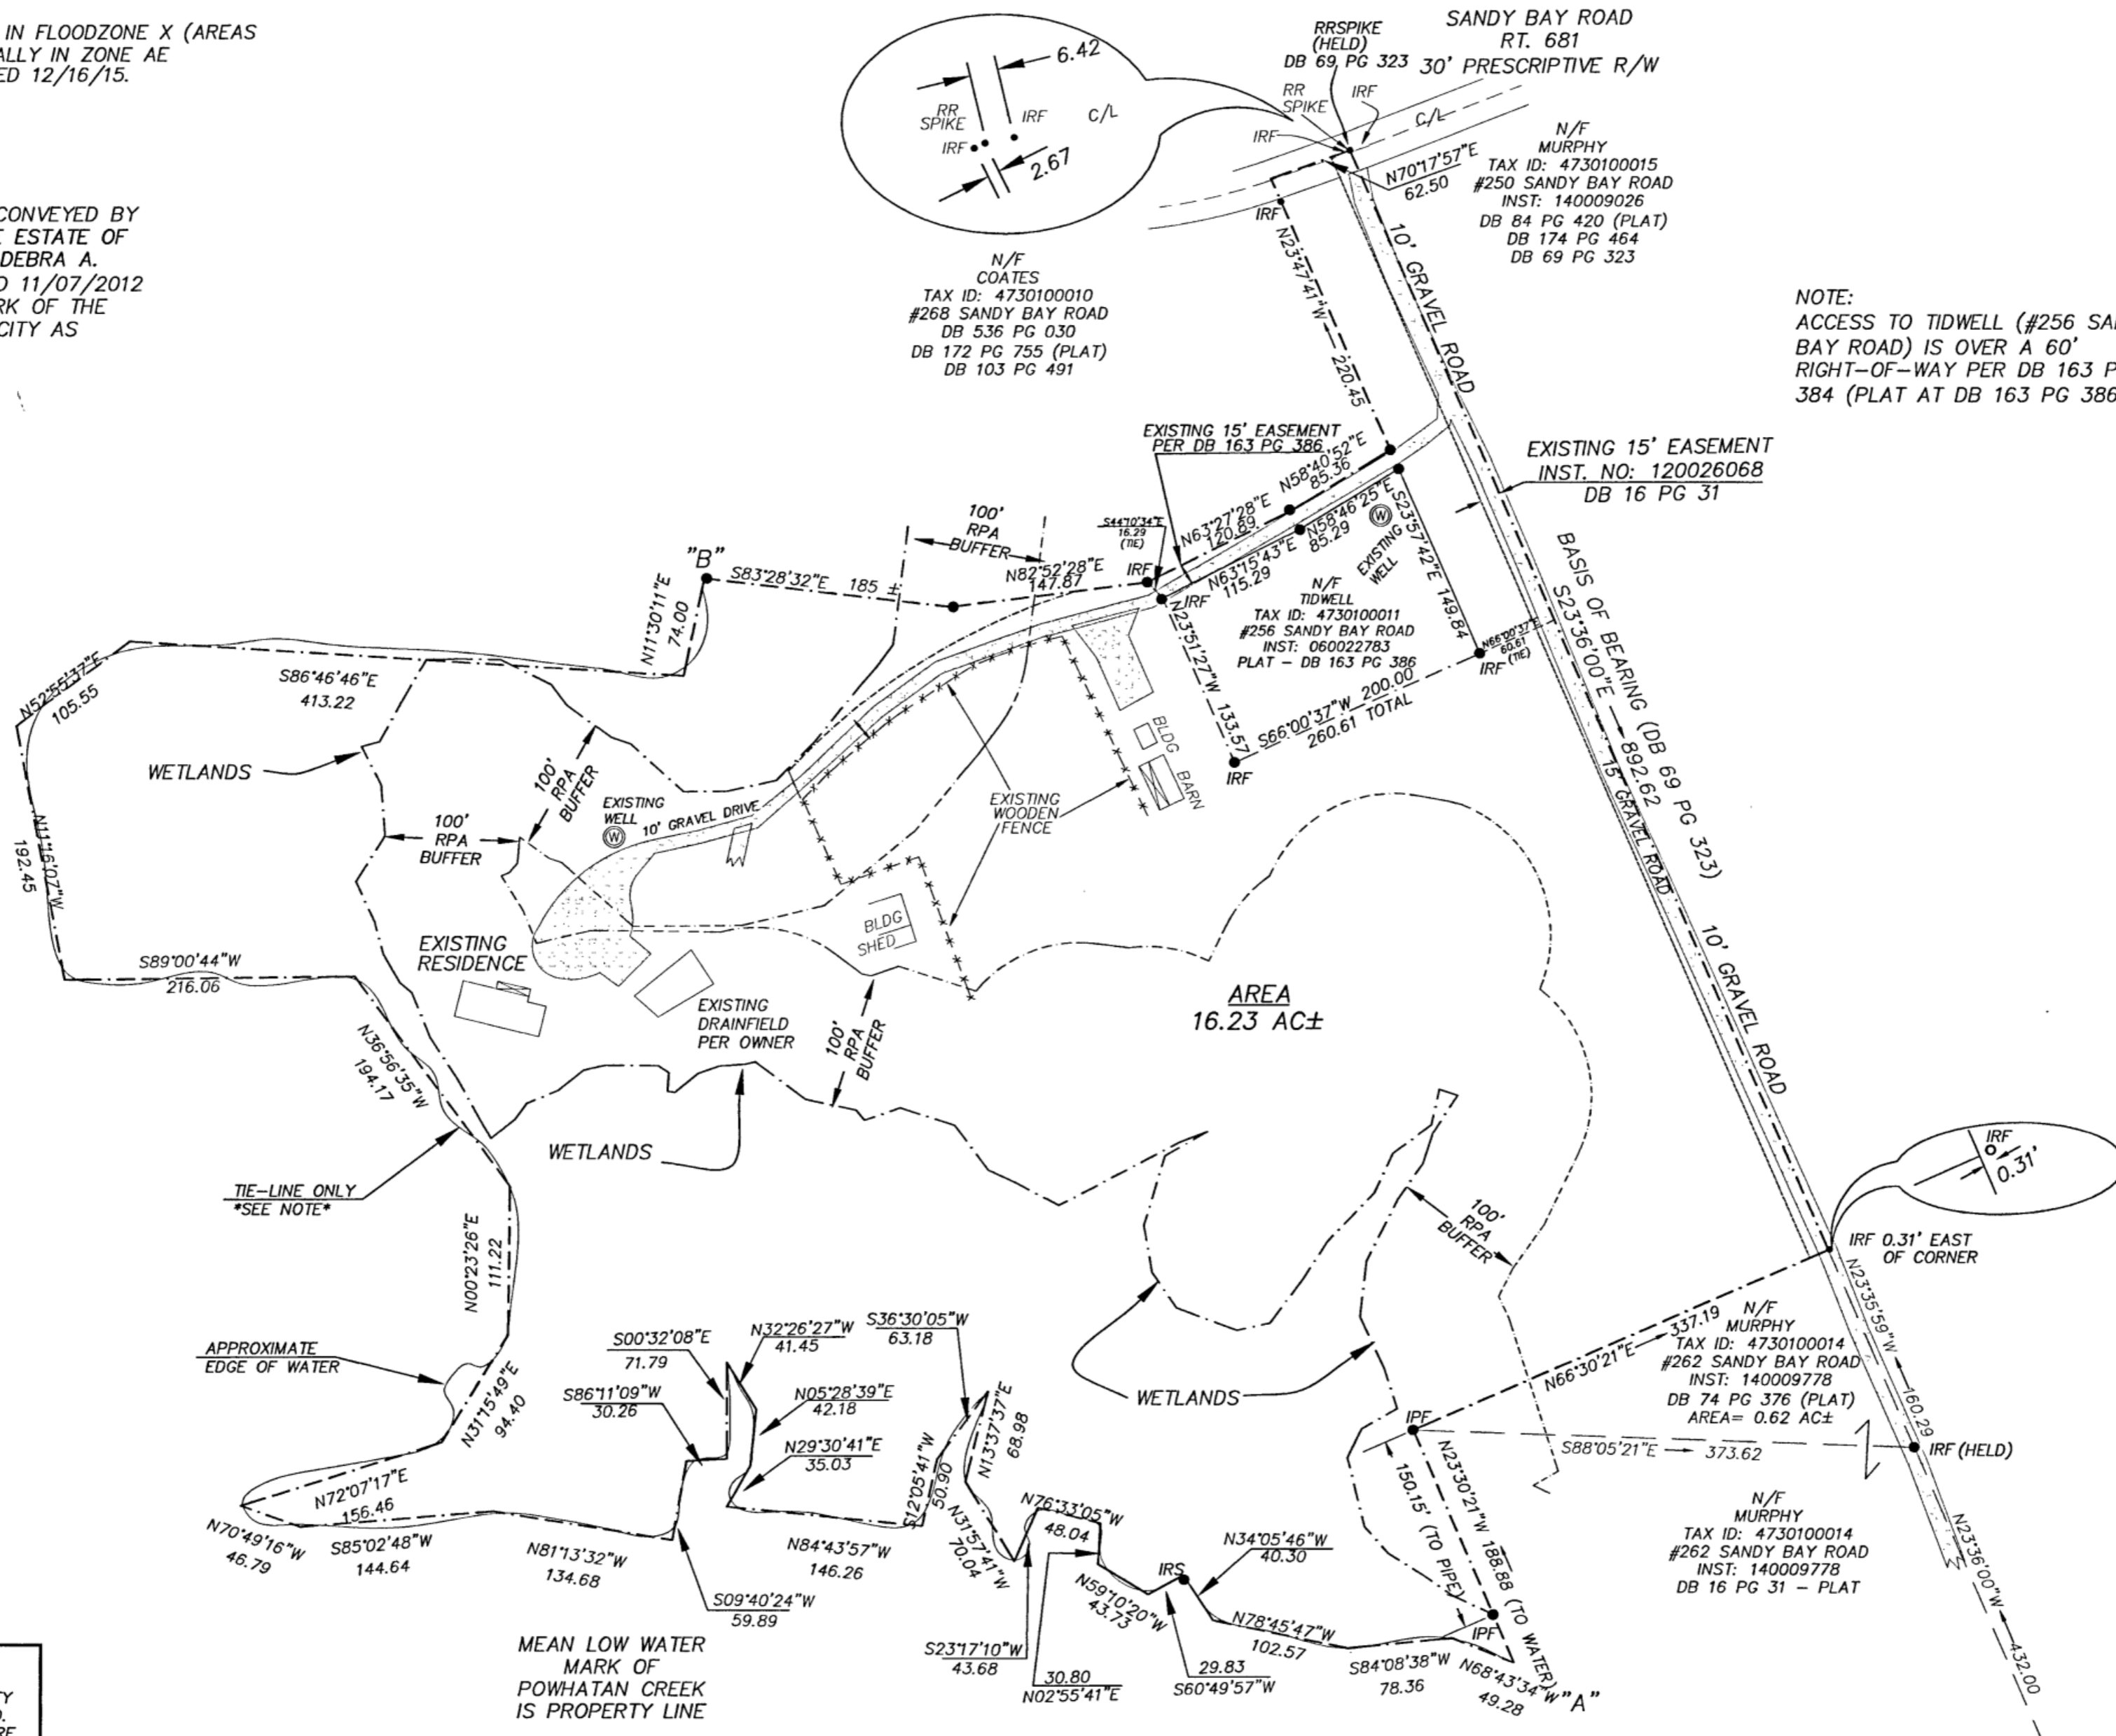 IN FLOODZONE X (AREAS
ALLY IN ZONE AE
ED 12/16/15.
CONVEYED BY
E ESTATE OF
DEBRA A.
D 11/07/2012
RK OF THE
CITY AS
6.42
RR
SPIKE
IRF
C/L
IRF
2.67
RRSPIKE
(HELD)
DB 69 PG 323
SANDY BAY ROAD
RT. 681
30' PRESCRIPTIVE R/W
RR
SPIKE
IRF
IRF
C/L
N70°17'57"E
62.50
N/F
MURPHY
TAX ID: 4730100015
#250 SANDY BAY ROAD
INST: 140009026
DB 84 PG 420 (PLAT)
DB 174 PG 464
DB 69 PG 323
N/F
COATES
TAX ID: 4730100010
#268 SANDY BAY ROAD
DB 536 PG 030
DB 172 PG 755 (PLAT)
DB 103 PG 491
IRF
N23°47'41"W 220.45
10' GRAVEL ROAD
NOTE:
ACCESS TO TIDWELL (#256
BAY ROAD) IS OVER A 60'
RIGHT-OF-WAY PER DB 163
384 (PLAT AT DB 163 PG 386
EXISTING 15' EASEMENT
PER DB 163 PG 386
EXISTING 15' EASEMENT
INST. NO: 120026068
DB 16 PG 31
N58°40'52"E
85.36
N63°27'28"E
120.69
S44°10'34"E
16.29
(TIE)
N58°46'25"E
85.29
N63°15'43"E
115.29
W
EXISTING
WELL
S23°57'42"E 149.84
100'
RPA
BUFFER
"B"
S83°28'32"E 185 ±
N82°52'28"E
147.87
IRF
IRF
N11°30'11"E
74.00
N/F
TIDWELL
TAX ID: 4730100011
#256 SANDY BAY ROAD
INST: 060022783
PLAT - DB 163 PG 386
N66°00'37"E
60.61
(TIE)
IRF
N23°51'27"W 133.57
S66°00'37"W 200.00
260.61 TOTAL
IRF
BASIS OF BEARING (DB 69 PG 323)
S23°36'00"E 892.62
15' GRAVEL ROAD
10' GRAVEL ROAD
N52°55'37"E
105.55
S86°46'46"E
413.22
WETLANDS
100'
RPA
BUFFER
100'
RPA
BUFFER
EXISTING
WELL
W
10' GRAVEL DRIVE
EXISTING
WOODEN
FENCE
BLDG
BARN
N11°16'07"W
192.45
S89°00'44"W
216.06
EXISTING
RESIDENCE
BLDG
SHED
EXISTING
DRAINFIELD
PER OWNER
100'
RPA
BUFFER
AREA
16.23 AC±
N36°56'35"W
194.17
WETLANDS
TIE-LINE ONLY
*SEE NOTE*
N00°23'26"E
111.22
100'
RPA
BUFFER
IRF
0.31'
IRF 0.31' EAST
OF CORNER
N23°35'59"W 160.29
APPROXIMATE
EDGE OF WATER
N31°15'49"E
94.40
S00°32'08"E
71.79
N32°26'27"W
41.45
S36°30'05"W
63.18
S86°11'09"W
30.26
N05°28'39"E
42.18
N29°30'41"E
35.03
S12°05'41"W
50.90
N13°37'37"E
68.98
WETLANDS
N66°30'21"E 337.19
N/F
MURPHY
TAX ID: 4730100014
#262 SANDY BAY ROAD
INST: 140009778
DB 74 PG 376 (PLAT)
AREA= 0.62 AC±
IPF
S88°05'21"E 373.62
IRF (HELD)
N72°07'17"E
156.46
N70°49'16"W
46.79
S85°02'48"W
144.64
N81°13'32"W
134.68
S09°40'24"W
59.89
N84°43'57"W
146.26
N31°57'41"W
70.04
N76°33'05"W
48.04
S23°17'10"W
43.68
30.80
N02°55'41"E
N59°10'20"W
43.73
IRS
29.83
S60°49'57"W
N34°05'46"W
40.30
N78°45'47"W
102.57
150.15' (TO PIPE)
N23°30'21"W 188.88 (TO WATER)
IPF
S84°08'38"W
78.36
N68°43'34"W
49.28
"A"
N/F
MURPHY
TAX ID: 4730100014
#262 SANDY BAY ROAD
INST: 140009778
DB 16 PG 31 - PLAT
N23°36'00"W 432.00
MEAN LOW WATER
MARK OF
POWHATAN CREEK
IS PROPERTY LINE